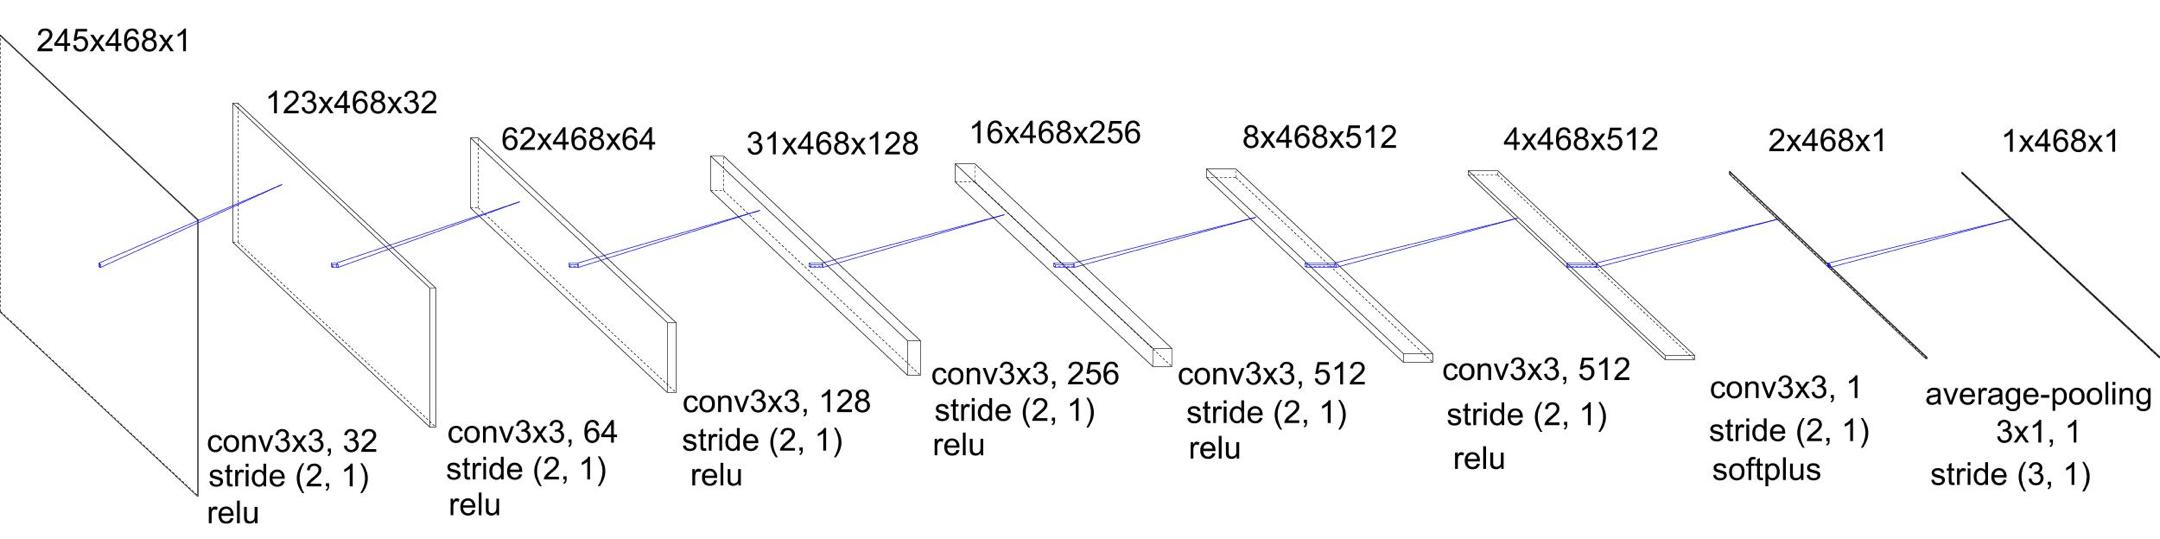 245x468x1
123x468x32
62x468x64
31x468x128
16x468x256
8x468x512
4x468x512
2x468x1
1x468x1
conv3x3, 32
stride (2, 1)
relu
conv3x3, 64
stride (2, 1)
relu
conv3x3, 128
stride (2, 1)
relu
conv3x3, 256
stride (2, 1)
relu
conv3x3, 512
stride (2, 1)
relu
conv3x3, 512
stride (2, 1)
relu
conv3x3, 1
stride (2, 1)
softplus
average-pooling
3x1, 1
stride (3, 1)